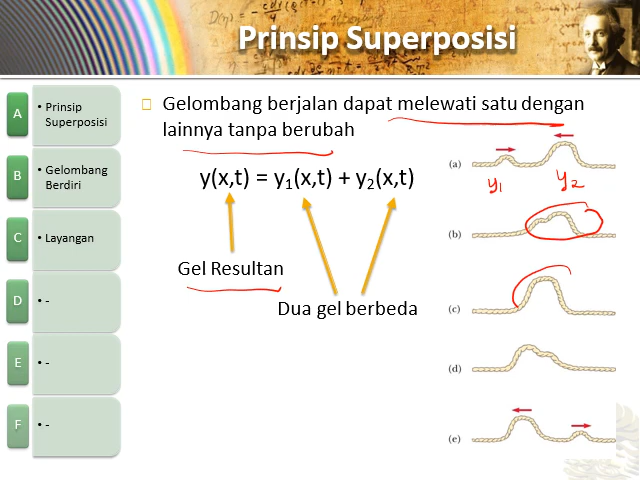 Prinsip Superposisi
A
• Prinsip
Superposisi
B
• Gelombang
Berdiri
C
• Layangan
D
• -
E
• -
F
• -
Gelombang berjalan dapat melewati satu dengan
lainnya tanpa berubah
y(x,t) = y₁(x,t) + y₂(x,t)
Gel Resultan
Dua gel berbeda
(a)
y₁ y₂
(b)
(c)
(d)
(e)